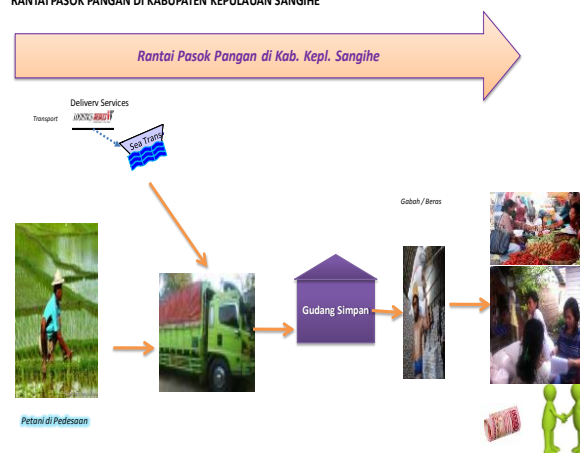 RANTAI PASOK PANGAN DI KABUPATEN KEPULAUAN SANGIHE
Rantai Pasok Pangan di Kab. Kepl. Sangihe
Delivery Services
Transport
Sea Trans
Gabah / Beras
Gudang Simpan
Petani di Pedesaan